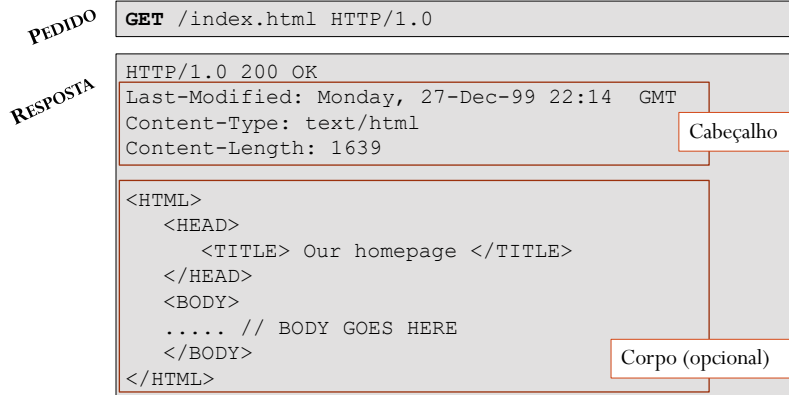 PEDIDO
GET /index.html HTTP/1.0
RESPOSTA
HTTP/1.0 200 OK
Last-Modified: Monday, 27-Dec-99 22:14  GMT
Content-Type: text/html
Content-Length: 1639
Cabeçalho
<HTML>
   <HEAD>
      <TITLE> Our homepage </TITLE>
   </HEAD>
   <BODY>
   ..... // BODY GOES HERE
   </BODY>
</HTML>
Corpo (opcional)